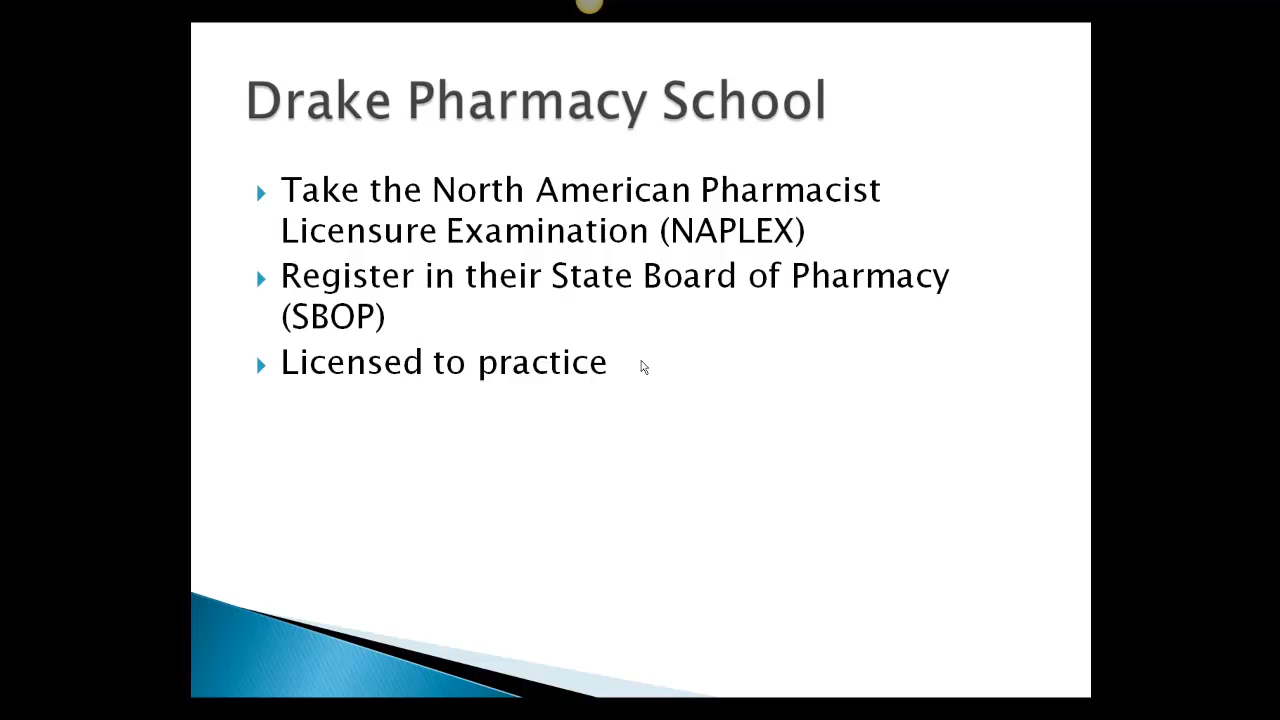 Drake Pharmacy School
Take the North American Pharmacist
Licensure Examination (NAPLEX)
Register in their State Board of Pharmacy
(SBOP)
Licensed to practice